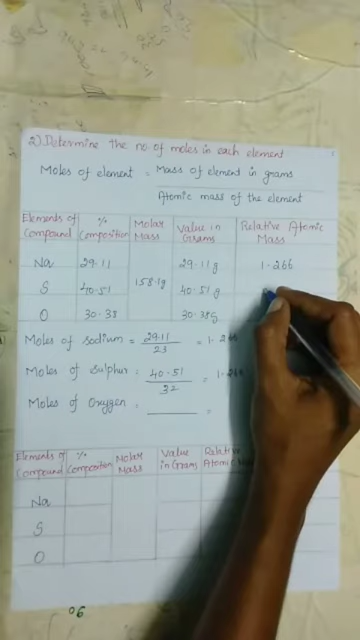 2) Determine the no of moles in each element
Moles of element = Mass of element in grams
Atomic mass of the element
Elements of Compound % Composition Molar Mass Value in Grams Relative Atomic Mass
Na 29.11 29.11g 1.266
158.1g
S 40.51 40.51g
O 30.38 30.38g
Moles of Sodium = 29.11 / 23 = 1.266
Moles of Sulphur = 40.51 / 32 = 1.266
Moles of Oxygen = =
Elements of Compound % Composition Molar Mass Value in Grams Relative Atomic
Na
S
O